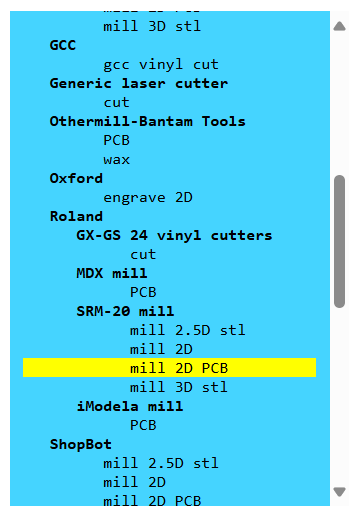 mill 3D stl
GCC
gcc vinyl cut
Generic laser cutter
cut
Othermill-Bantam Tools
PCB
wax
Oxford
engrave 2D
Roland
GX-GS 24 vinyl cutters
cut
MDX mill
PCB
SRM-20 mill
mill 2.5D stl
mill 2D
mill 2D PCB
mill 3D stl
iModela mill
PCB
ShopBot
mill 2.5D stl
mill 2D
mill 2D PCB